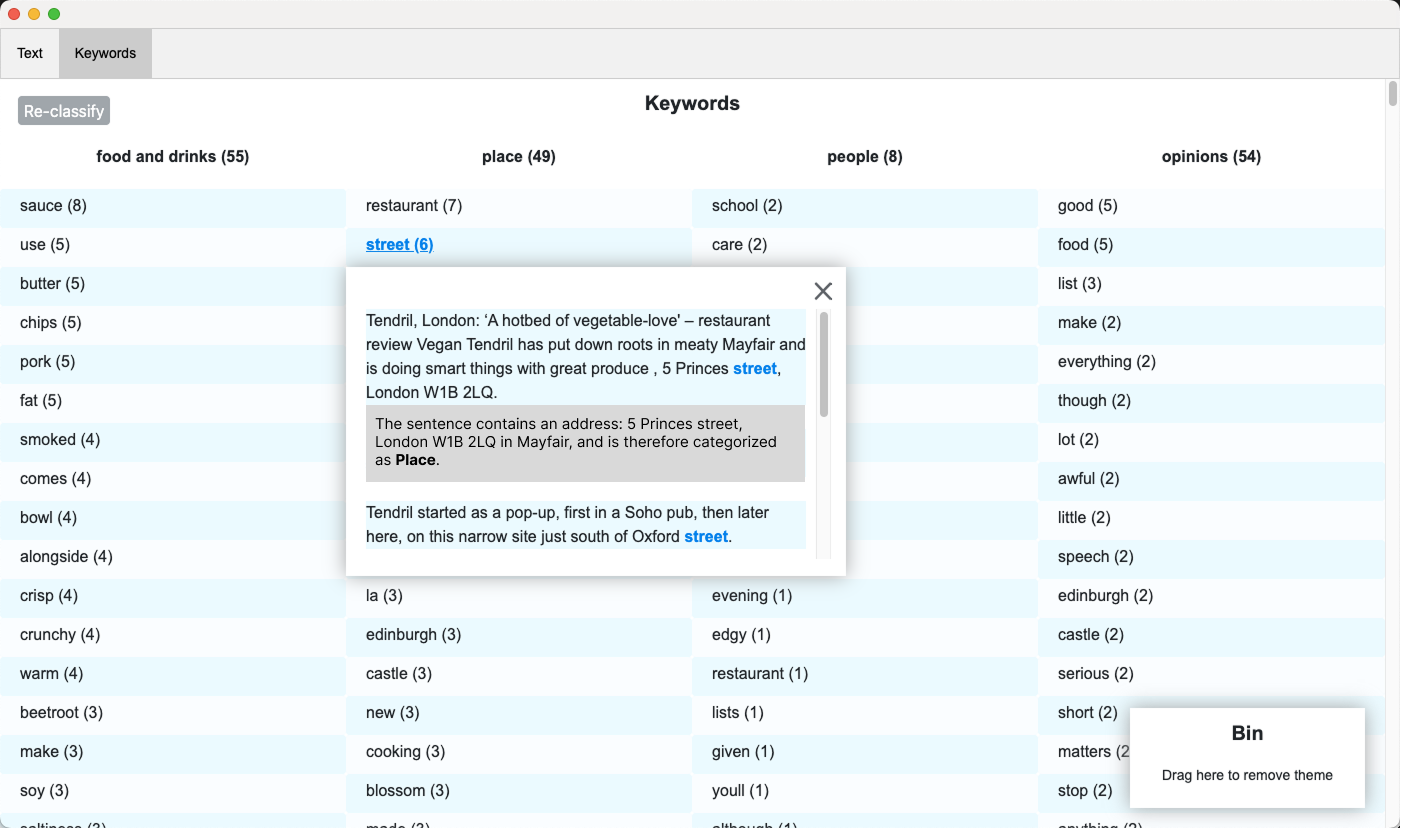 Text
Keywords
Re-classify
Keywords
food and drinks (55)
place (49)
people (8)
opinions (54)
sauce (8)
restaurant (7)
school (2)
good (5)
use (5)
street (6)
care (2)
food (5)
butter (5)
list (3)
chips (5)
make (2)
pork (5)
everything (2)
fat (5)
though (2)
smoked (4)
lot (2)
comes (4)
awful (2)
bowl (4)
little (2)
alongside (4)
speech (2)
Tendril, London: ‘A hotbed of vegetable-love' – restaurant
review Vegan Tendril has put down roots in meaty Mayfair and
is doing smart things with great produce , 5 Princes street,
London W1B 2LQ.
The sentence contains an address: 5 Princes street,
London W1B 2LQ in Mayfair, and is therefore categorized
as Place.
Tendril started as a pop-up, first in a Soho pub, then later
here, on this narrow site just south of Oxford street.
crisp (4)
la (3)
evening (1)
edinburgh (2)
crunchy (4)
edinburgh (3)
edgy (1)
castle (2)
warm (4)
castle (3)
restaurant (1)
serious (2)
beetroot (3)
new (3)
lists (1)
short (2)
make (3)
cooking (3)
given (1)
matters (2
soy (3)
blossom (3)
youll (1)
stop (2)
saltiness (3)
made (3)
although (1)
anything (2)
Bin
Drag here to remove theme